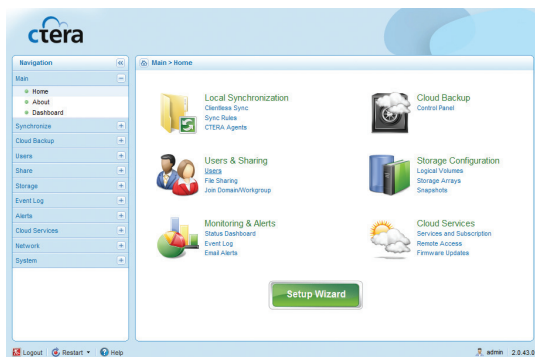 ctera
Navigation
Main > Home
Main
Home
About
Dashboard
Synchronize
Cloud Backup
Users
Share
Storage
Event Log
Alerts
Cloud Services
Network
System
Local Synchronization
Clientless Sync
Sync Rules
CTERA Agents
Cloud Backup
Control Panel
Users & Sharing
Users
File Sharing
Join Domain/Workgroup
Storage Configuration
Logical Volumes
Storage Arrays
Snapshots
Monitoring & Alerts
Status Dashboard
Event Log
Email Alerts
Cloud Services
Services and Subscription
Remote Access
Firmware Updates
Setup Wizard
Logout Restart Help admin 2.0.43.0